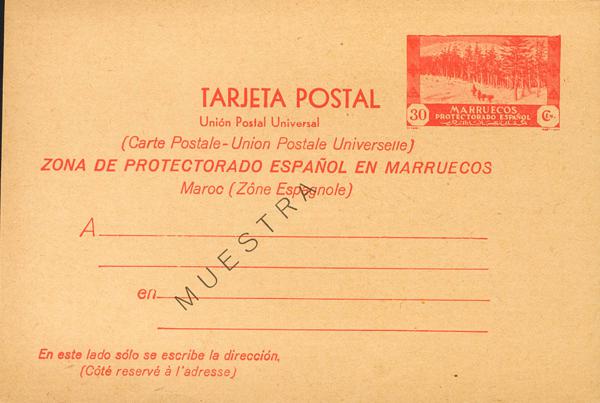 TARJETA POSTAL
Unión Postal Universal
(Carte Postale-Union Postale Universelle)
ZONA DE PROTECTORADO ESPAÑOL EN MARRUECOS
Maroc (Zône Espagnole)
30
MARRUECOS
PROTECTORADO ESPAÑOL
A
en
MUESTRA
En este lado sólo se escribe la dirección.
(Côté reservé à l'adresse)